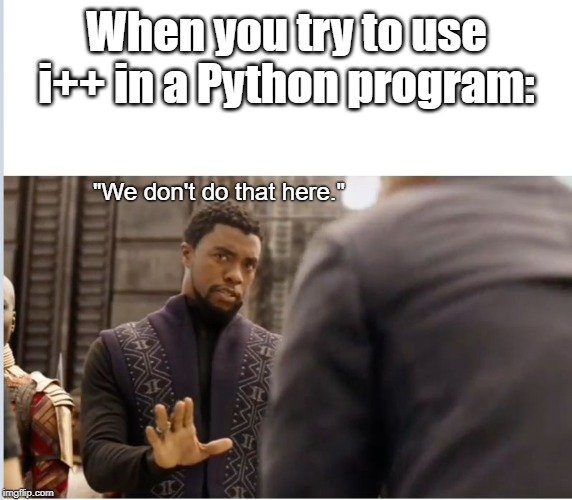 When you try to use
i++ in a Python program:
"We don't do that here."
imgflip.com